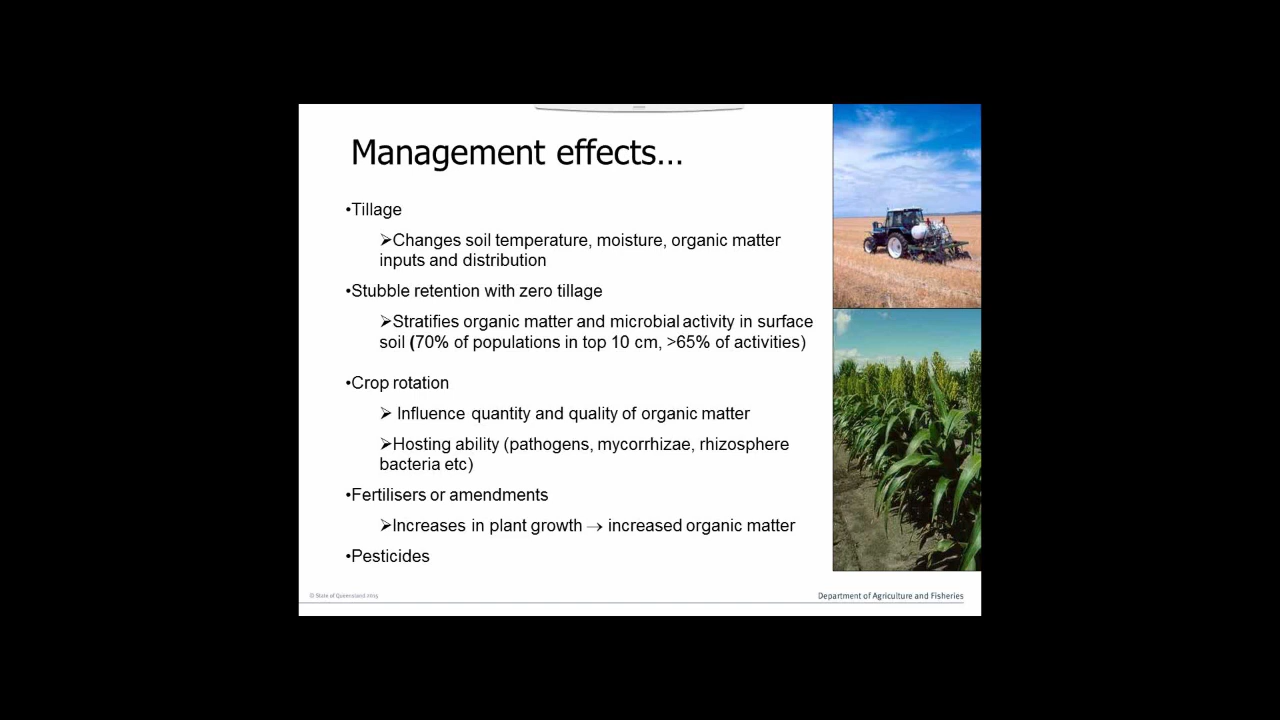 Management effects...
•Tillage
➢Changes soil temperature, moisture, organic matter
inputs and distribution
•Stubble retention with zero tillage
➢Stratifies organic matter and microbial activity in surface
soil (70% of populations in top 10 cm, >65% of activities)
•Crop rotation
➢ Influence quantity and quality of organic matter
➢Hosting ability (pathogens, mycorrhizae, rhizosphere
bacteria etc)
•Fertilisers or amendments
➢Increases in plant growth → increased organic matter
•Pesticides
© State of Queensland 2015
Department of Agriculture and Fisheries